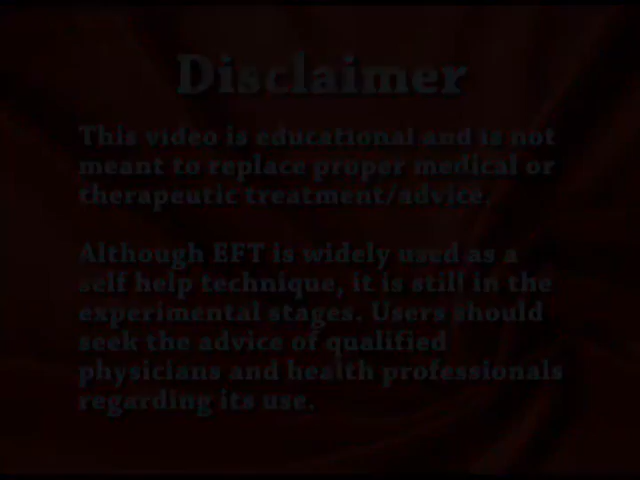 Disclaimer
This video is educational and is not
meant to replace proper medical or
therapeutic treatment/advice.
Although EFT is widely used as a
self help technique, it is still in the
experimental stages. Users should
seek the advice of qualified
physicians and health professionals
regarding its use.